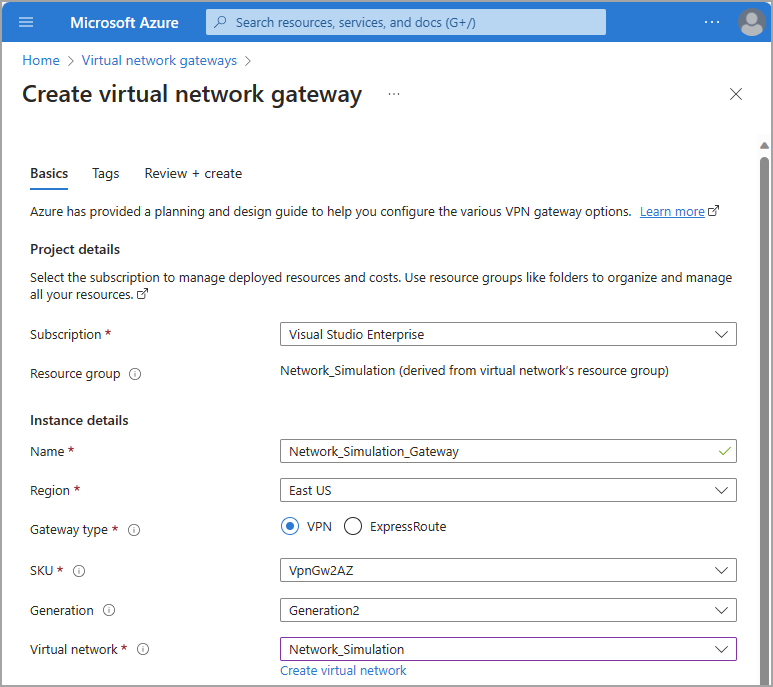 Microsoft Azure
Search resources, services, and docs (G+/)
Home > Virtual network gateways >
Create virtual network gateway
Basics Tags Review + create
Azure has provided a planning and design guide to help you configure the various VPN gateway options. Learn more
Project details
Select the subscription to manage deployed resources and costs. Use resource groups like folders to organize and manage
all your resources.
Subscription * Visual Studio Enterprise
Resource group Network_Simulation (derived from virtual network's resource group)
Instance details
Name * Network_Simulation_Gateway
Region * East US
Gateway type * VPN ExpressRoute
SKU * VpnGw2AZ
Generation Generation2
Virtual network * Network_Simulation
Create virtual network